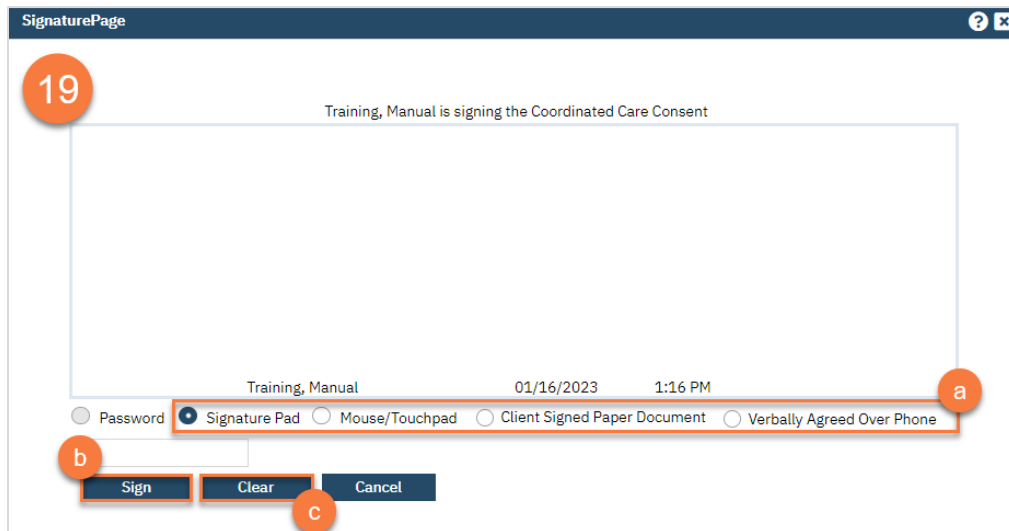 SignaturePage ?
19
Training, Manual is signing the Coordinated Care Consent
Training, Manual 01/16/2023 1:16 PM
a
Password Signature Pad Mouse/Touchpad Client Signed Paper Document Verbally Agreed Over Phone
b
Sign Clear Cancel
c